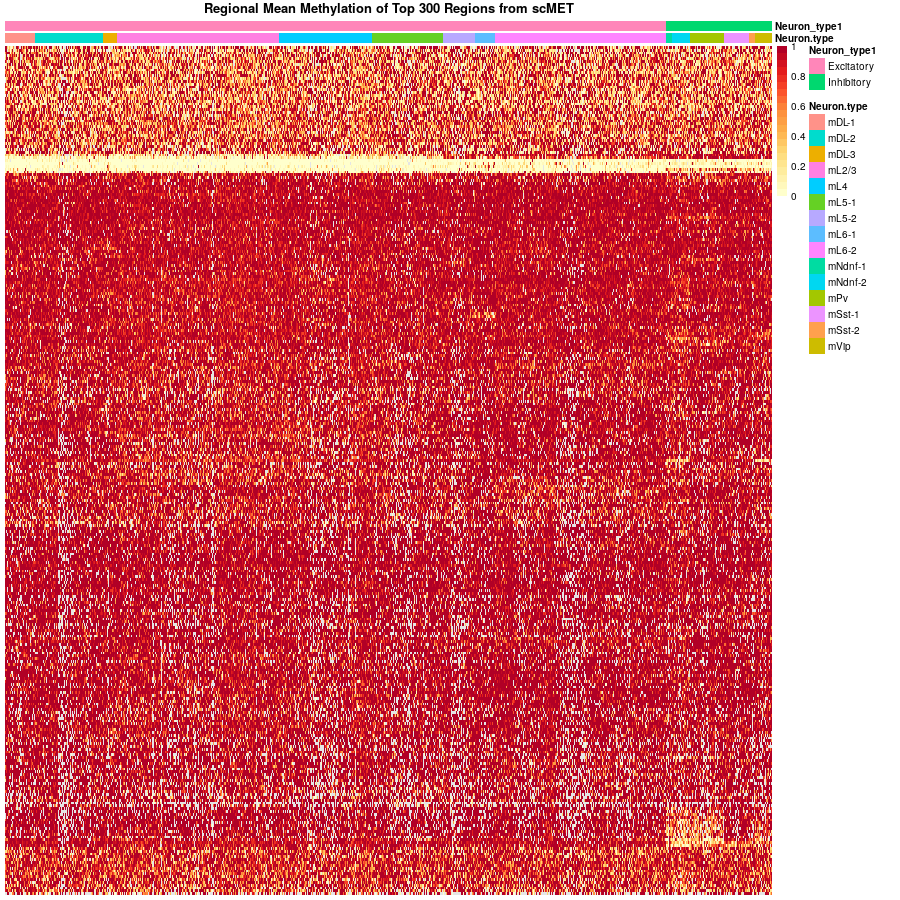 Regional Mean Methylation of Top 300 Regions from scMET
Neuron_type1
Neuron.type
1
0.8
0.6
0.4
0.2
0
Neuron_type1
Excitatory
Inhibitory
Neuron.type
mDL-1
mDL-2
mDL-3
mL2/3
mL4
mL5-1
mL5-2
mL6-1
mL6-2
mNdnf-1
mNdnf-2
mPv
mSst-1
mSst-2
mVip